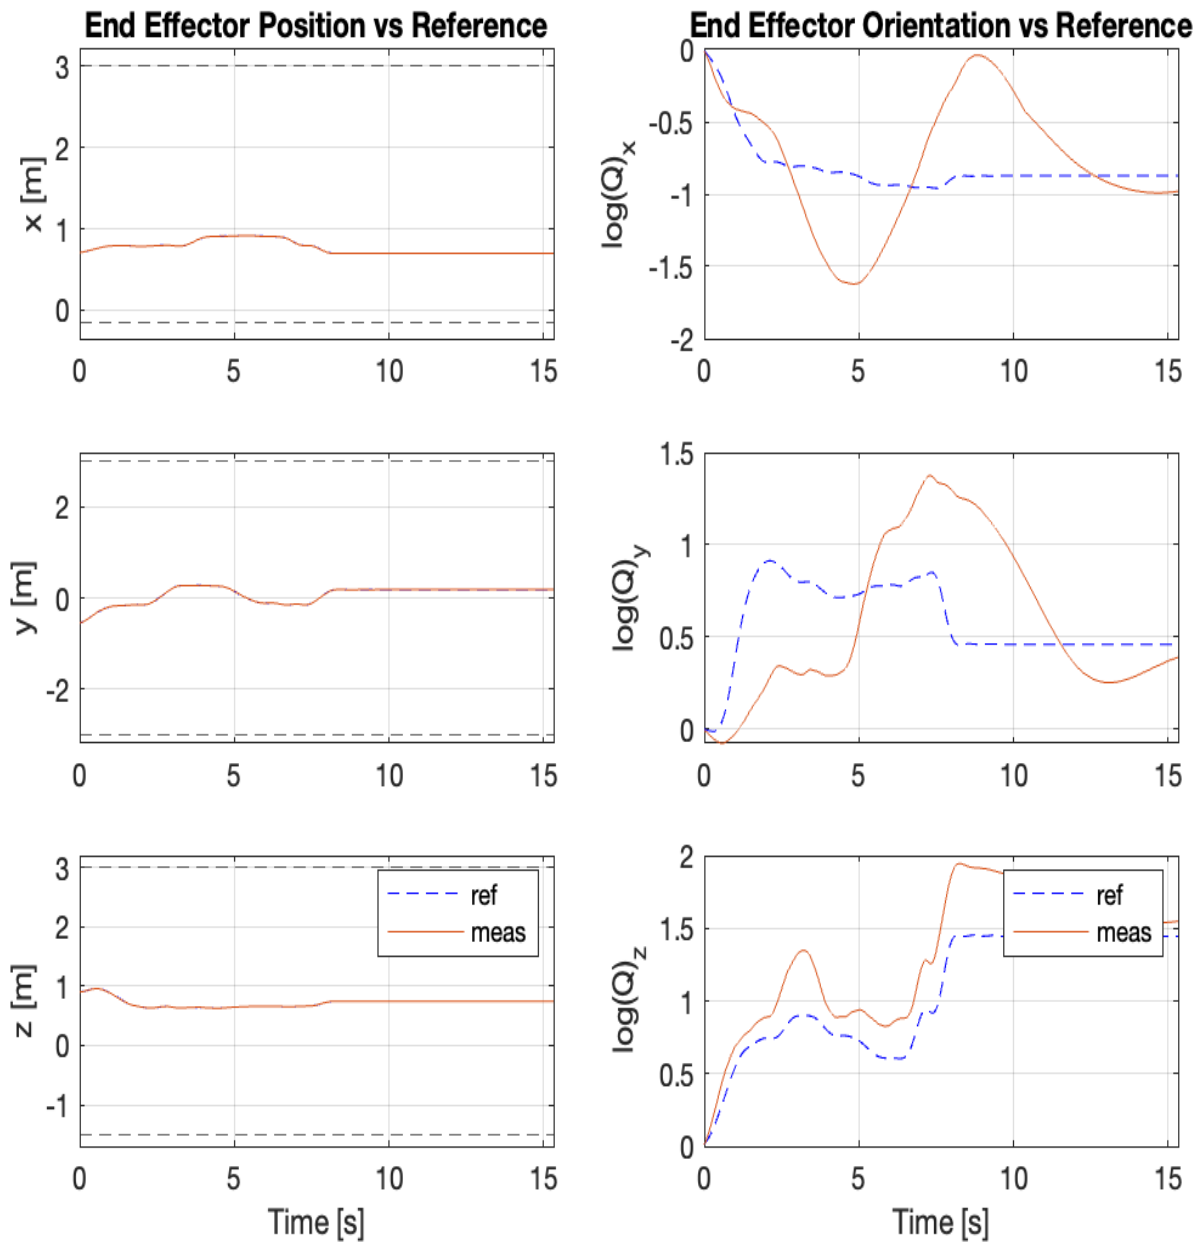 End Effector Position vs Reference
3
2
1
0
x [m]
0 5 10 15
End Effector Orientation vs Reference
0
-0.5
-1
-1.5
-2
log(Q)x
0 5 10 15
2
0
-2
y [m]
0 5 10 15
1.5
1
0.5
0
log(Q)y
0 5 10 15
3
2
1
0
-1
z [m]
ref
meas
0 5 10 15
Time [s]
2
1.5
1
0.5
0
log(Q)z
ref
meas
0 5 10 15
Time [s]